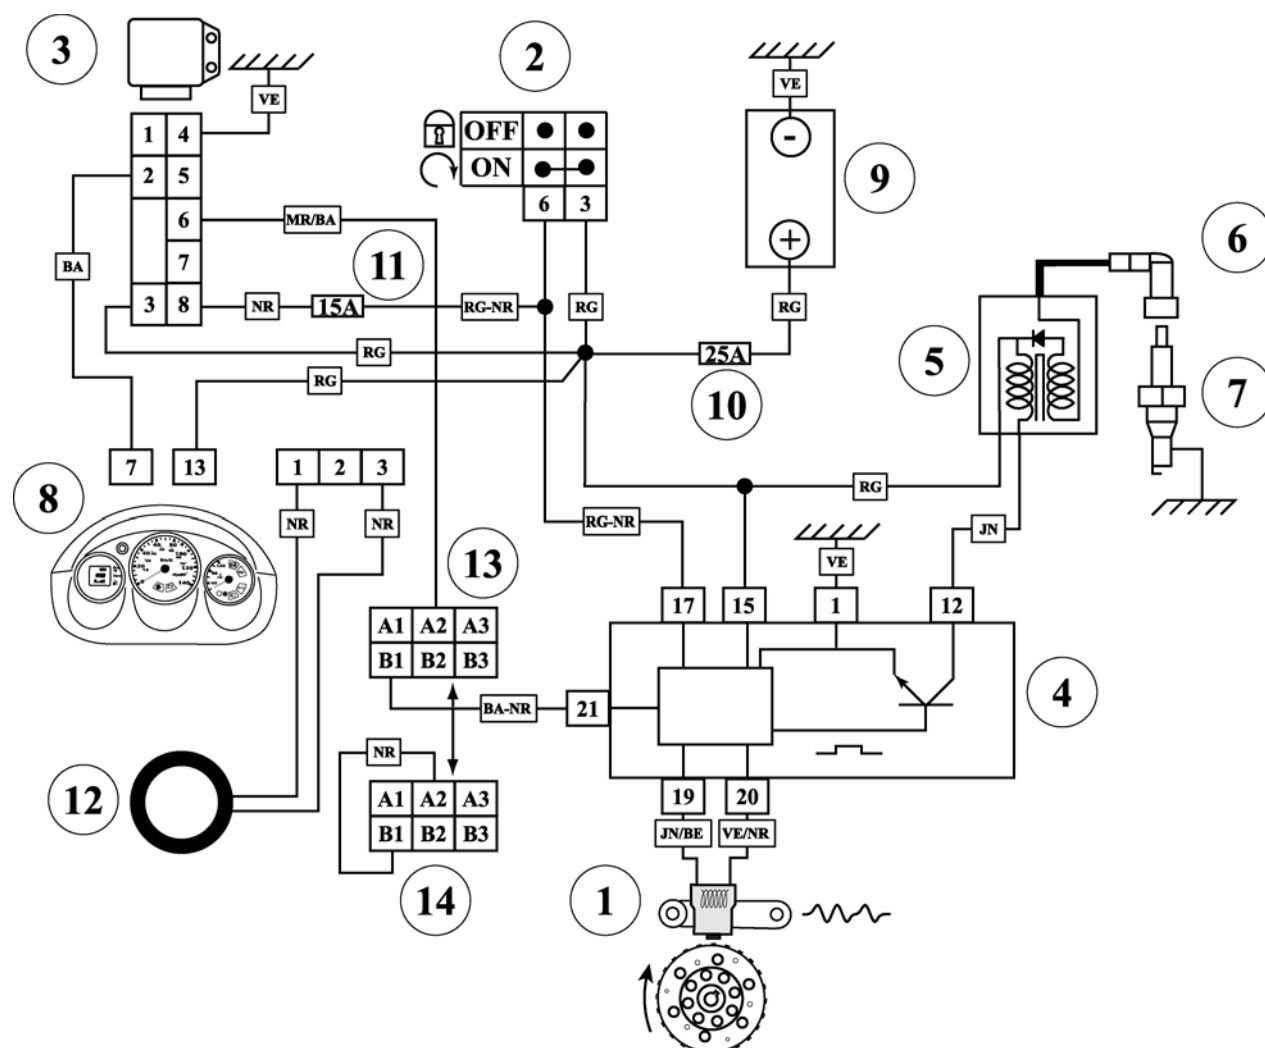 3
VE
1 4
2 5
6
7
3 8
BA
MR/BA
11
NR
15A
RG-NR
RG
RG
RG
2
OFF
ON
6 3
VE
-
+
9
RG
25A
10
6
5
7
RG
JN
7
13
1 2 3
NR
NR
8
RG-NR
VE
13
A1 A2 A3
B1 B2 B3
17
15
1
12
4
BA-NR
21
NR
A1 A2 A3
B1 B2 B3
14
12
19
20
JN/BE
VE/NR
1